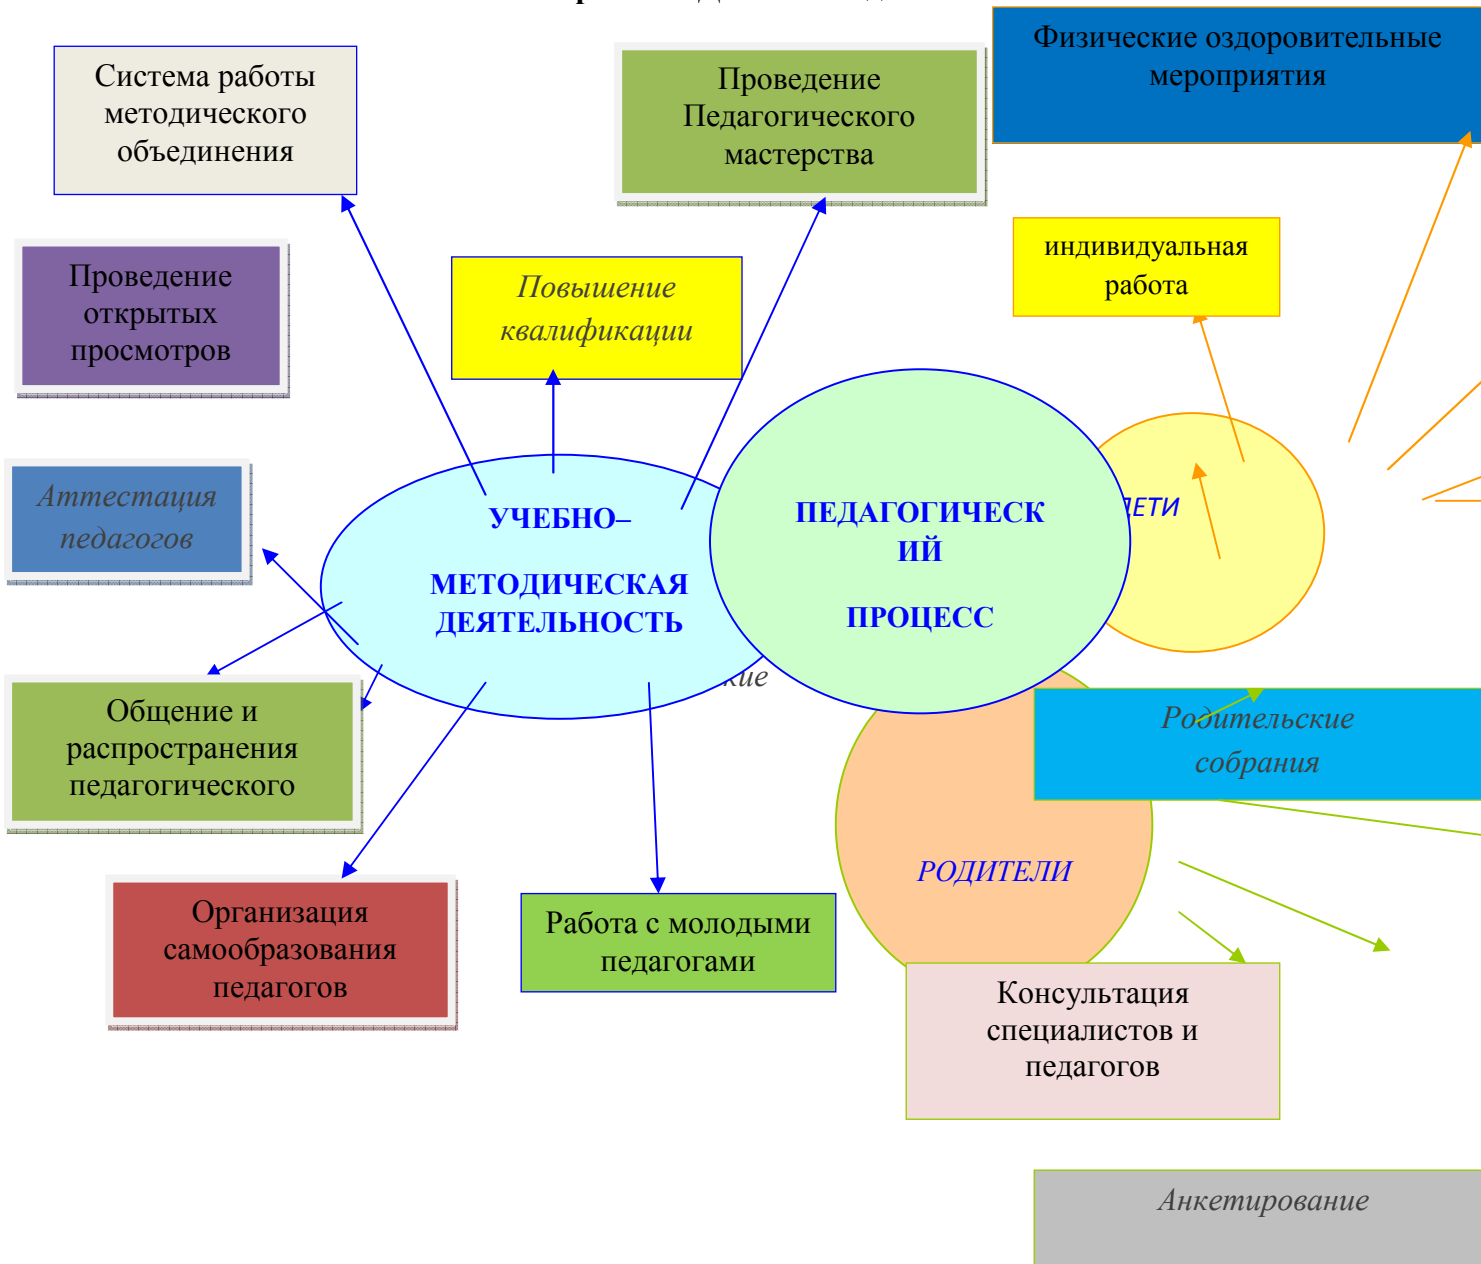 Физические оздоровительные
мероприятия
Система работы
методического
объединения
Проведение
Педагогического
мастерства
индивидуальная
работа
Проведение
открытых
просмотров
Повышение
квалификации
Аттестация
педагогов
УЧЕБНО–
МЕТОДИЧЕСКАЯ
ДЕЯТЕЛЬНОСТЬ
ПЕДАГОГИЧЕСК
ИЙ
ПРОЦЕСС
ДЕТИ
Общение и
распространения
педагогического
Родительские
собрания
РОДИТЕЛИ
Организация
самообразования
педагогов
Работа с молодыми
педагогами
Консультация
специалистов и
педагогов
Анкетирование